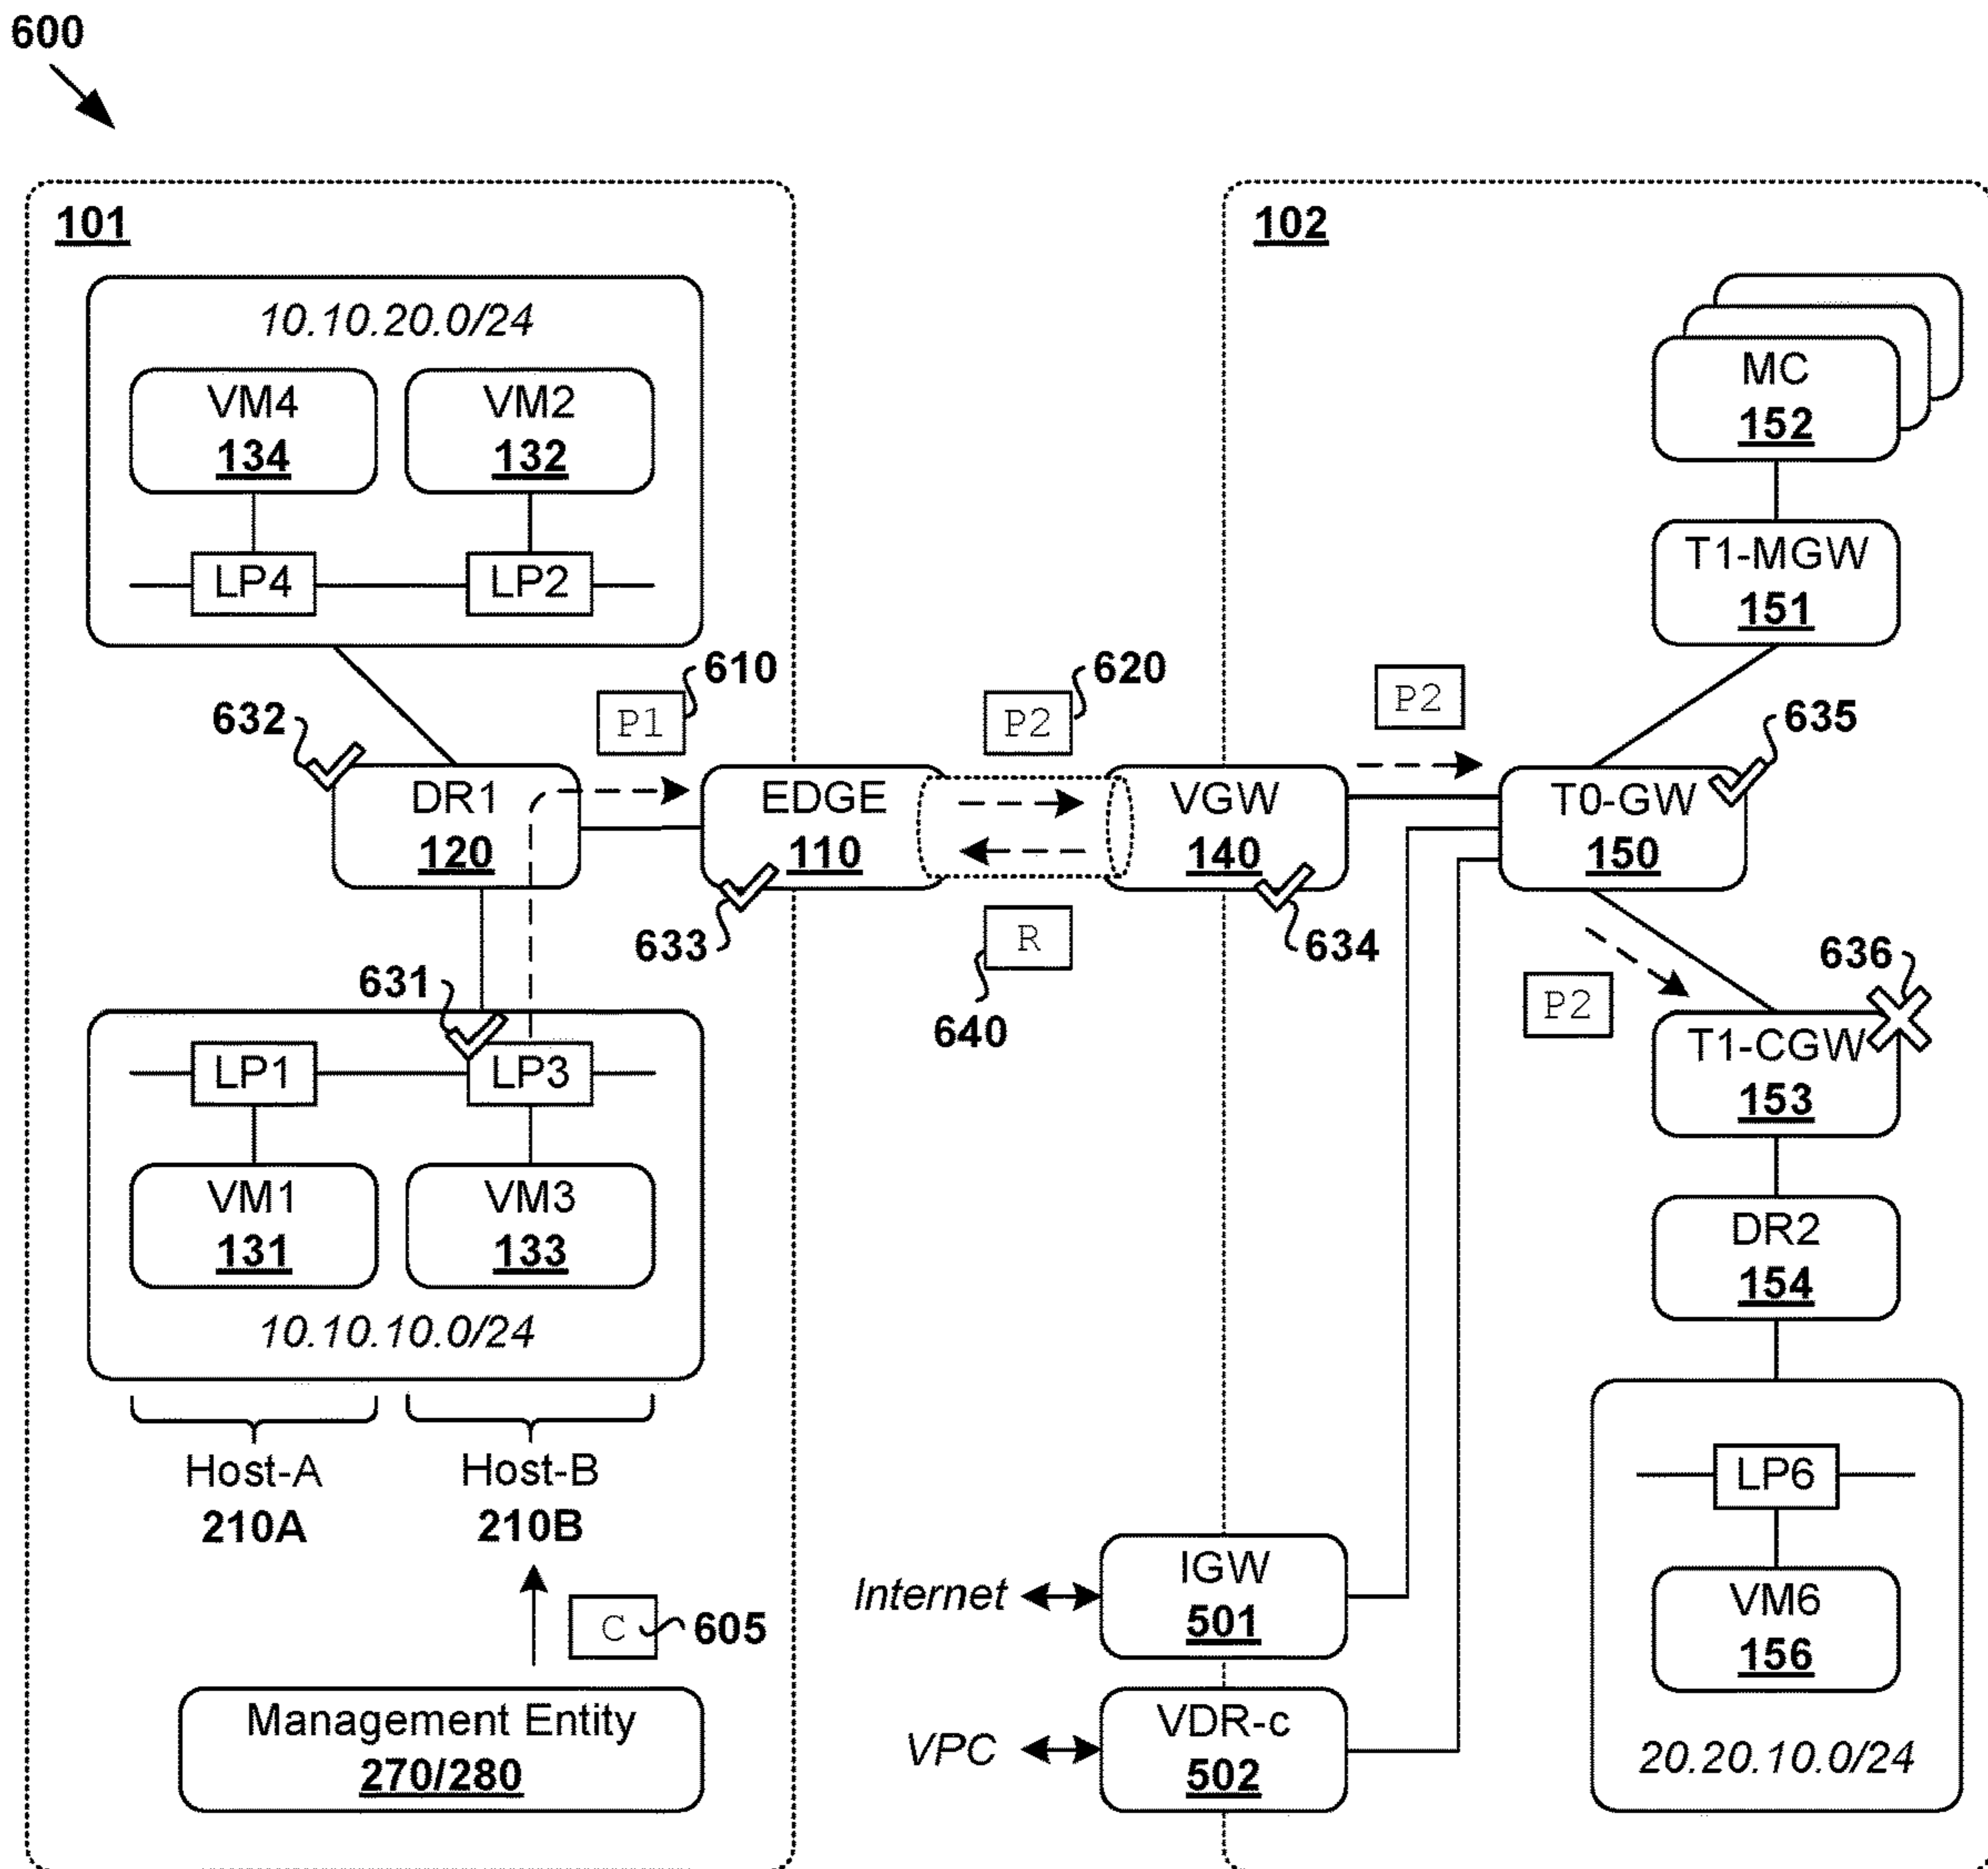 600
101
10.10.20.0/24
VM4
134
VM2
132
LP4
LP2
632
P1
610
DR1
120
EDGE
110
633
631
LP1
LP3
VM1
131
VM3
133
10.10.10.0/24
Host-A
210A
Host-B
210B
C
605
Management Entity
270/280
P2
620
R
640
102
MC
152
T1-MGW
151
P2
635
VGW
140
634
T0-GW
150
P2
636
T1-CGW
153
DR2
154
LP6
VM6
156
20.20.10.0/24
Internet
IGW
501
VPC
VDR-c
502